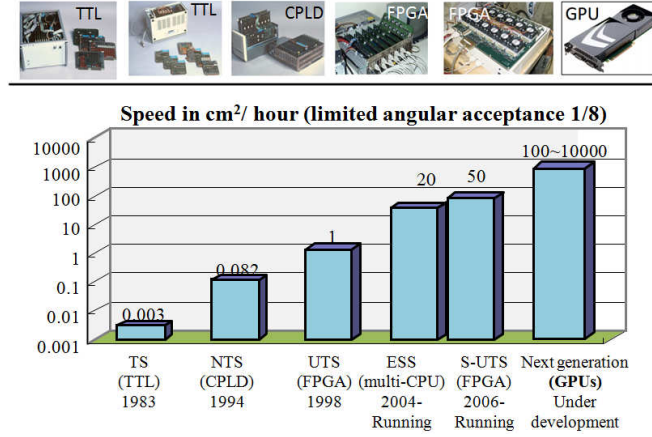 TTL
TTL
CPLD
FPGA
FPGA
GPU
Speed in cm²/ hour (limited angular acceptance 1/8)
10000
1000
100
10
1
0.1
0.01
0.001
0.003
0.082
1
20
50
100~10000
TS
(TTL)
1983
NTS
(CPLD)
1994
UTS
(FPGA)
1998
ESS
(multi-CPU)
2004-
Running
S-UTS
(FPGA)
2006-
Running
Next generation
(GPUs)
Under
development